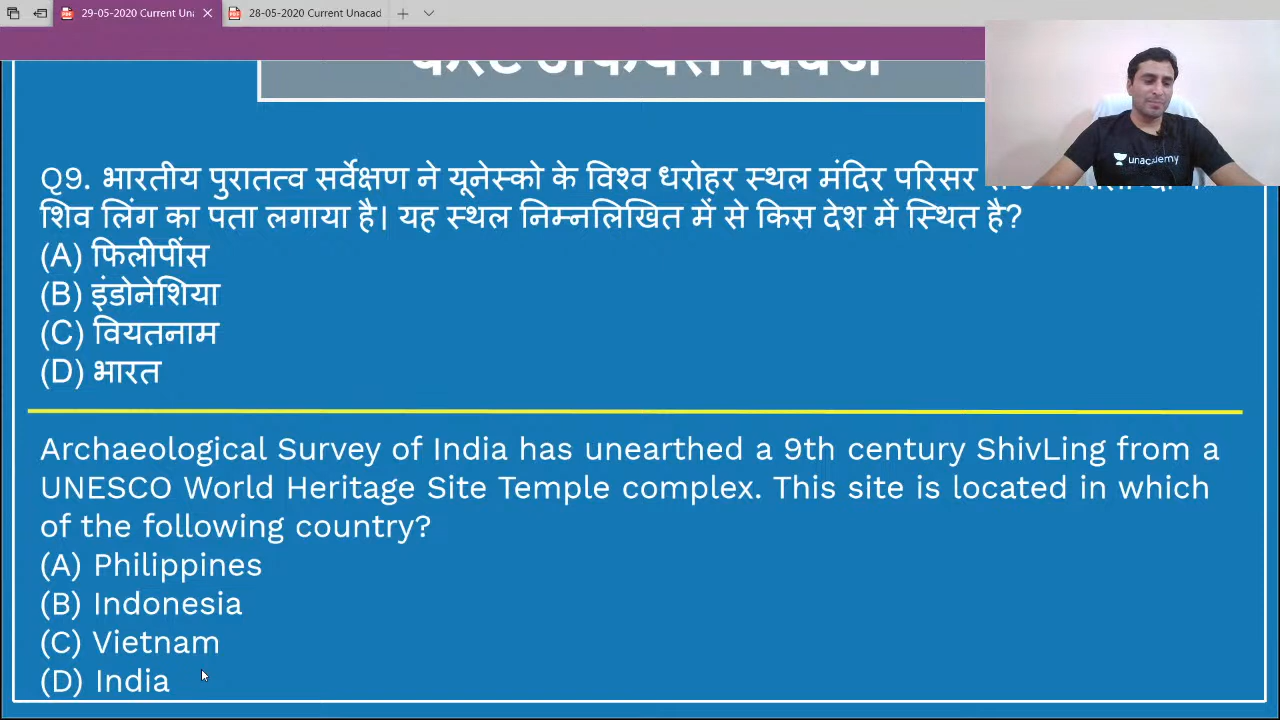 29-05-2020 Current Una
28-05-2020 Current Unacad
करंट अफेयर्स विथ
Q9. भारतीय पुरातत्व सर्वेक्षण ने यूनेस्को के विश्व धरोहर स्थल मंदिर परिसर
शिव लिंग का पता लगाया है। यह स्थल निम्नलिखित में से किस देश में स्थित है?
(A) फिलीपींस
(B) इंडोनेशिया
(C) वियतनाम
(D) भारत
unacademy
Archaeological Survey of India has unearthed a 9th century ShivLing from a
UNESCO World Heritage Site Temple complex. This site is located in which
of the following country?
(A) Philippines
(B) Indonesia
(C) Vietnam
(D) India